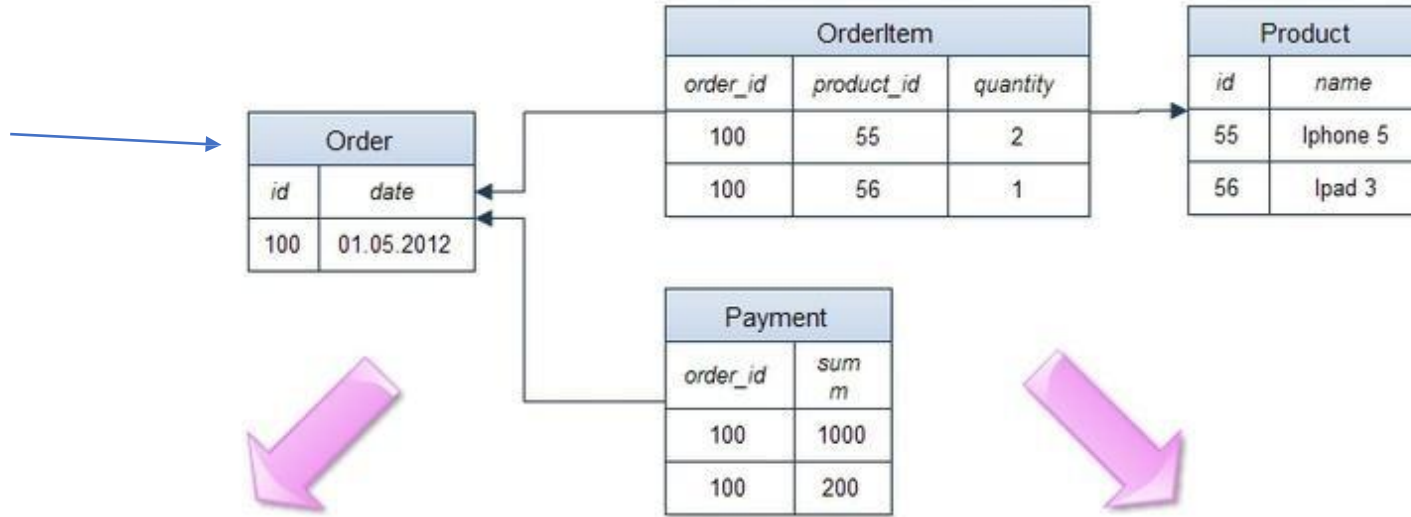 OrderItem
order_id product_id quantity
100 55 2
100 56 1
Product
id name
55 Iphone 5
56 Ipad 3
Order
id date
100 01.05.2012
Payment
order_id sum
m
100 1000
100 200